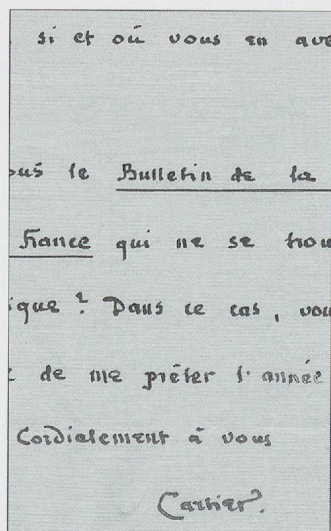 si et où vous en ave
ous le Bulletin de la
France qui ne se trou
ique ? Dans ce cas, vou
de me prêter l'année
Cordialement à vous
Cartier.